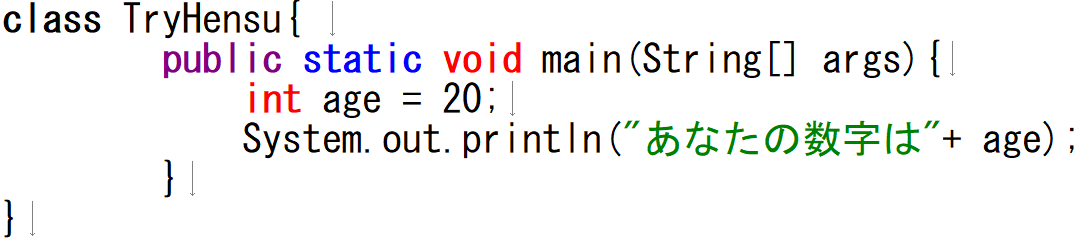 class TryHensu{
public static void main(String[] args){
int age = 20;
System.out.println("あなたの数字は"+ age);
}
}